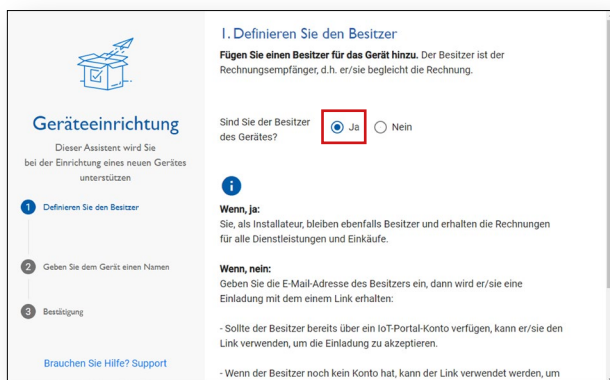 Geräteeinrichtung
Dieser Assistent wird Sie
bei der Einrichtung eines neuen Gerätes
unterstützen
1 Definieren Sie den Besitzer
2 Geben Sie dem Gerät einen Namen
3 Bestätigung
Brauchen Sie Hilfe? Support
1. Definieren Sie den Besitzer
Fügen Sie einen Besitzer für das Gerät hinzu. Der Besitzer ist der
Rechnungsempfänger, d.h. er/sie begleicht die Rechnung.
Sind Sie der Besitzer
des Gerätes?
Ja
Nein
i
Wenn, ja:
Sie, als Installateur, bleiben ebenfalls Besitzer und erhalten die Rechnungen
für alle Dienstleistungen und Einkäufe.
Wenn, nein:
Geben Sie die E-Mail-Adresse des Besitzers ein, dann wird er/sie eine
Einladung mit dem einem Link erhalten:
- Sollte der Besitzer bereits über ein IoT-Portal-Konto verfügen, kann er/sie den
Link verwenden, um die Einladung zu akzeptieren.
- Wenn der Besitzer noch kein Konto hat, kann der Link verwendet werden, um